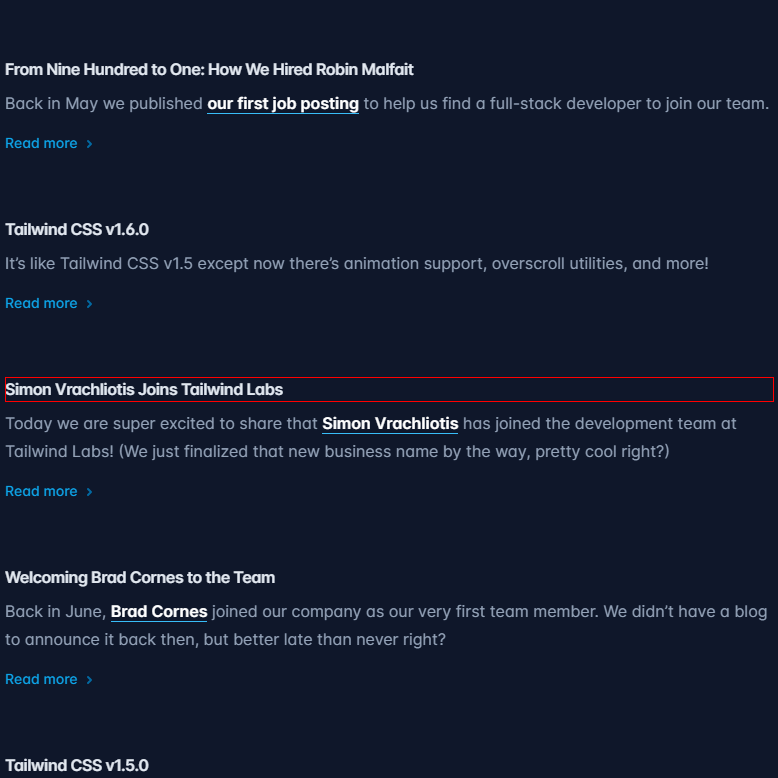 From Nine Hundred to One: How We Hired Robin Malfait
Back in May we published our first job posting to help us find a full-stack developer to join our team.
Read more ›
Tailwind CSS v1.6.0
It’s like Tailwind CSS v1.5 except now there’s animation support, overscroll utilities, and more!
Read more ›
Simon Vrachliotis Joins Tailwind Labs
Today we are super excited to share that Simon Vrachliotis has joined the development team at
Tailwind Labs! (We just finalized that new business name by the way, pretty cool right?)
Read more ›
Welcoming Brad Cornes to the Team
Back in June, Brad Cornes joined our company as our very first team member. We didn’t have a blog
to announce it back then, but better late than never right?
Read more ›
Tailwind CSS v1.5.0